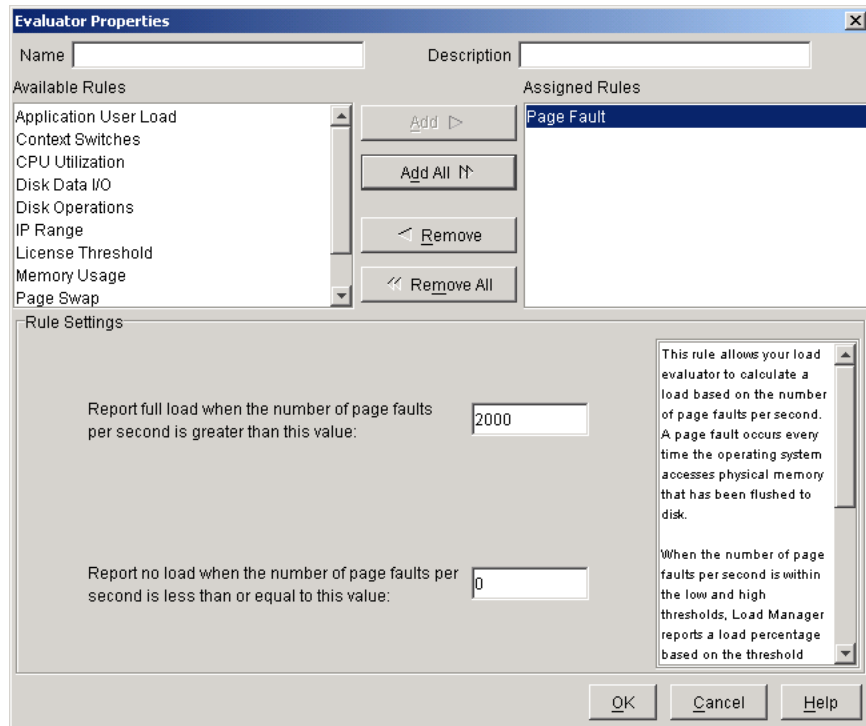 Evaluator Properties
Name
Description
Available Rules
Assigned Rules
Application User Load
Context Switches
CPU Utilization
Disk Data I/O
Disk Operations
IP Range
License Threshold
Memory Usage
Page Swap
Add
Add All
Remove
Remove All
Page Fault
Rule Settings
Report full load when the number of page faults
per second is greater than this value:
2000
Report no load when the number of page faults per
second is less than or equal to this value:
0
This rule allows your load
evaluator to calculate a
load based on the number
of page faults per second.
A page fault occurs every
time the operating system
accesses physical memory
that has been flushed to
disk.
When the number of page
faults per second is within
the low and high
thresholds, Load Manager
reports a load percentage
based on the threshold
OK
Cancel
Help